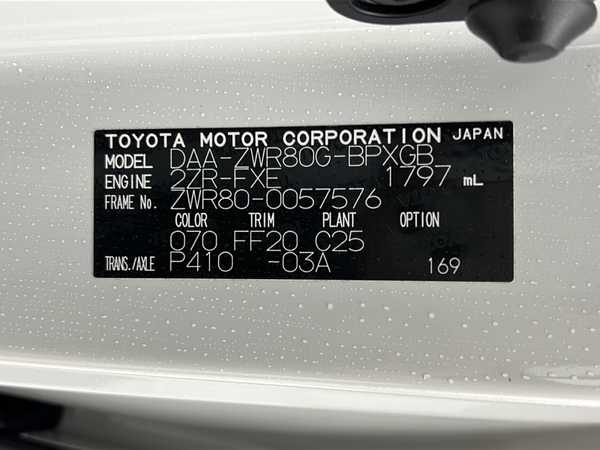 TOYOTA MOTOR CORPORATION JAPAN
MODEL DAA-ZWR80G-BPXGB
ENGINE 2ZR-FXE 1797 mL
FRAME No. ZWR80-0057576
COLOR TRIM PLANT OPTION
070 FF20 C25
TRANS./AXLE P410 -03A 169